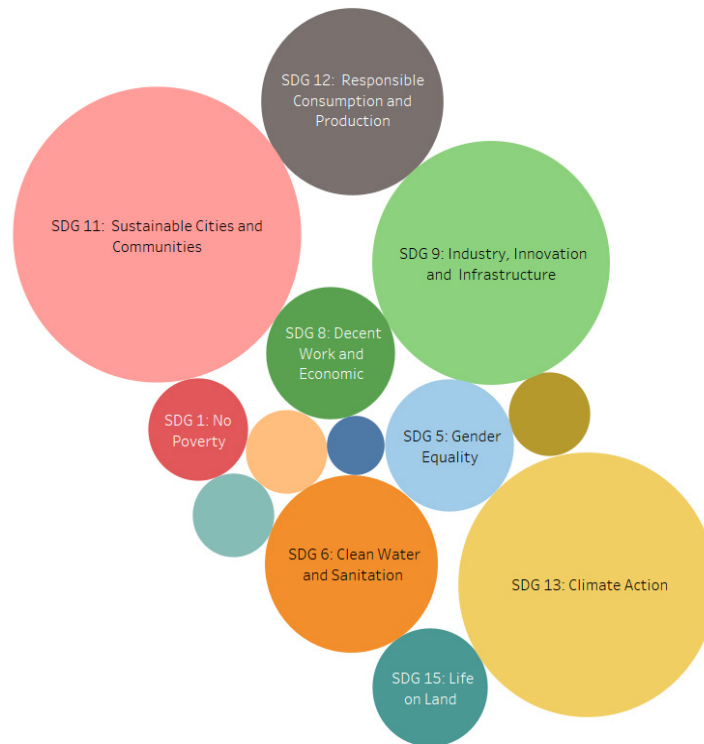 SDG 12:  Responsible
Consumption and
Production
SDG 11:  Sustainable Cities and
Communities
SDG 9: Industry, Innovation
and  Infrastructure
SDG 8: Decent
Work and
Economic
SDG 1: No
Poverty
SDG 5: Gender
Equality
SDG 6: Clean Water
and Sanitation
SDG 13: Climate Action
SDG 15: Life
on Land